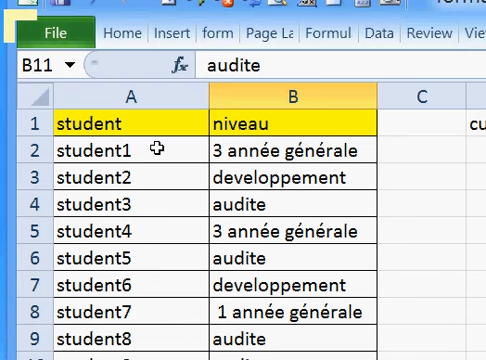 File Home Insert form Page La Formul Data Review
B11 fx audite
A B C
1 student niveau
2 student1 3 année générale
3 student2 developpement
4 student3 audite
5 student4 3 année générale
6 student5 audite
7 student6 developpement
8 student7 1 année générale
9 student8 audite